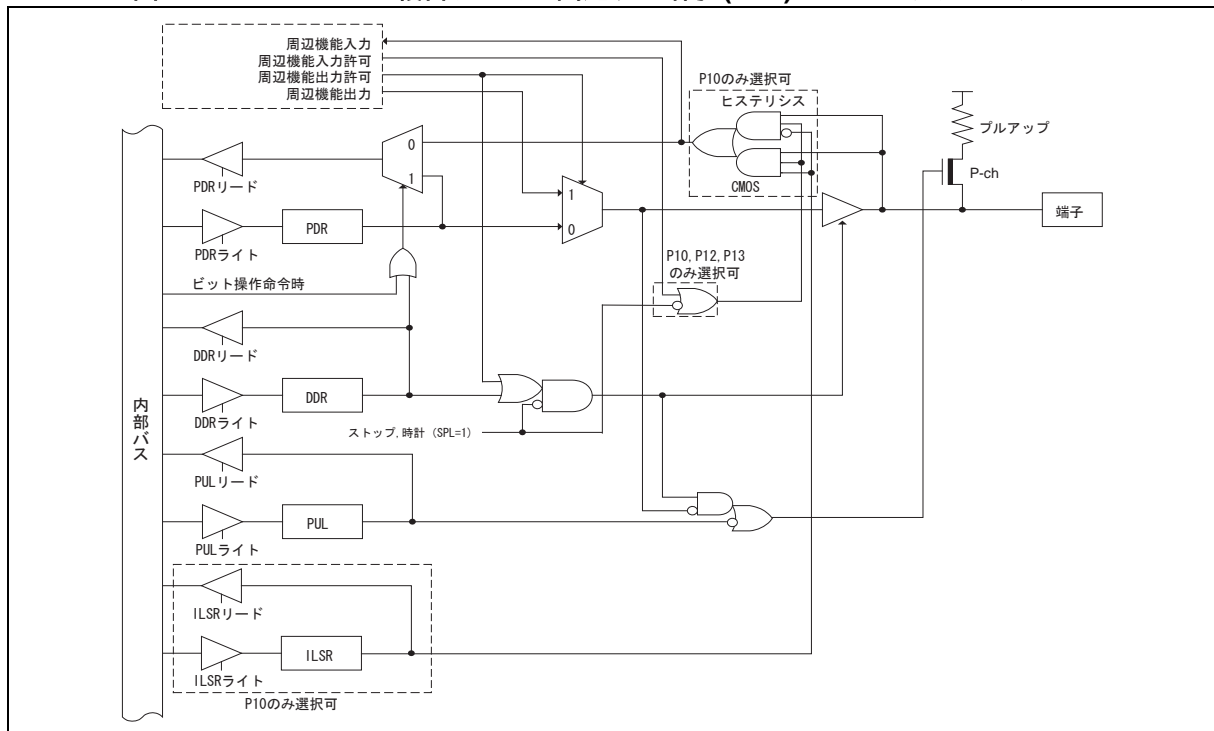 周辺機能入力
周辺機能入力許可
周辺機能出力許可
周辺機能出力
P10のみ選択可
ヒステリシス
プルアップ
0
PDRリード
1
CMOS
P-ch
1
端子
PDR
0
PDRライト
P10, P12, P13
のみ選択可
ビット操作命令時
DDRリード
DDR
DDRライト
内部バス
ストップ, 時計 (SPL=1)
PULリード
PUL
PULライト
ILSRリード
ILSR
ILSRライト
P10のみ選択可